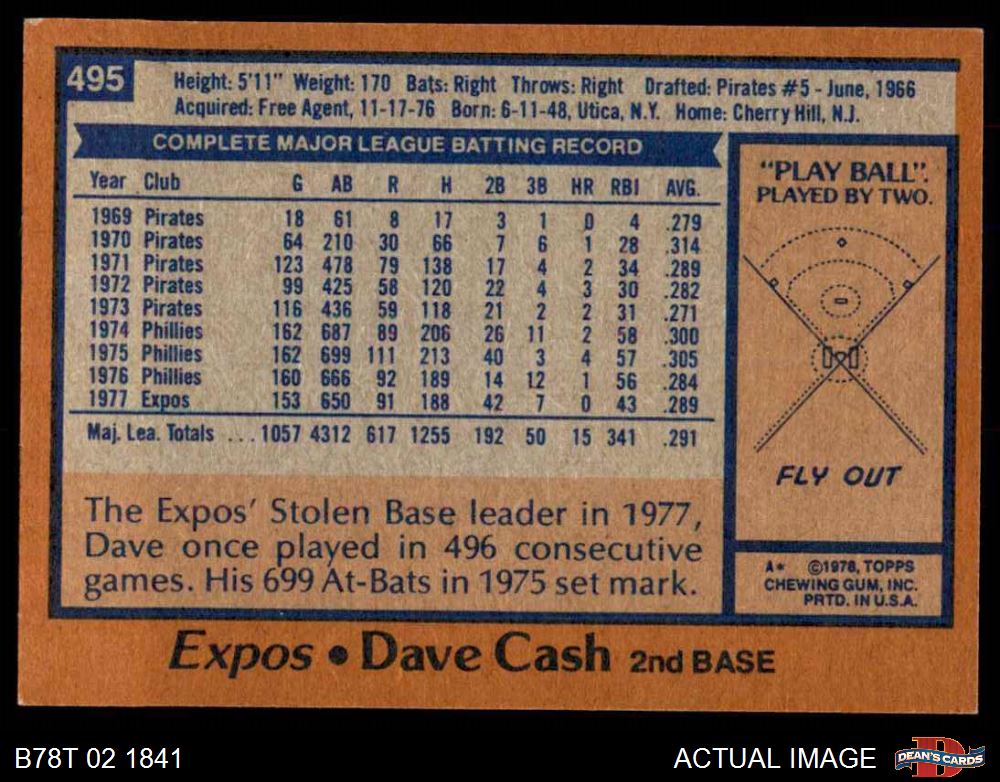 495
Height: 5'11" Weight: 170 Bats: Right Throws: Right Drafted: Pirates #5 - June, 1966
Acquired: Free Agent, 11-17-76 Born: 6-11-48, Utica, N.Y. Home: Cherry Hill, N.J.
COMPLETE MAJOR LEAGUE BATTING RECORD
Year Club G AB R H 2B 3B HR RBI AVG.
1969 Pirates 18 61 8 17 3 1 0 4 .279
1970 Pirates 64 210 30 66 7 6 1 28 .314
1971 Pirates 123 478 79 138 17 4 2 34 .289
1972 Pirates 99 425 58 120 22 4 3 30 .282
1973 Pirates 116 436 59 118 21 2 2 31 .271
1974 Phillies 162 687 89 206 26 11 2 58 .300
1975 Phillies 162 699 111 213 40 3 4 57 .305
1976 Phillies 160 666 92 189 14 12 1 56 .284
1977 Expos 153 650 91 188 42 7 0 43 .289
Maj. Lea. Totals ... 1057 4312 617 1255 192 50 15 341 .291
The Expos' Stolen Base leader in 1977,
Dave once played in 496 consecutive
games. His 699 At-Bats in 1975 set mark.
"PLAY BALL".
PLAYED BY TWO.
FLY OUT
A* ©1978, TOPPS
CHEWING GUM, INC.
PRTD. IN U.S.A.
Expos • Dave Cash 2nd BASE
B78T 02 1841
ACTUAL IMAGE
D
DEAN'S CARDS